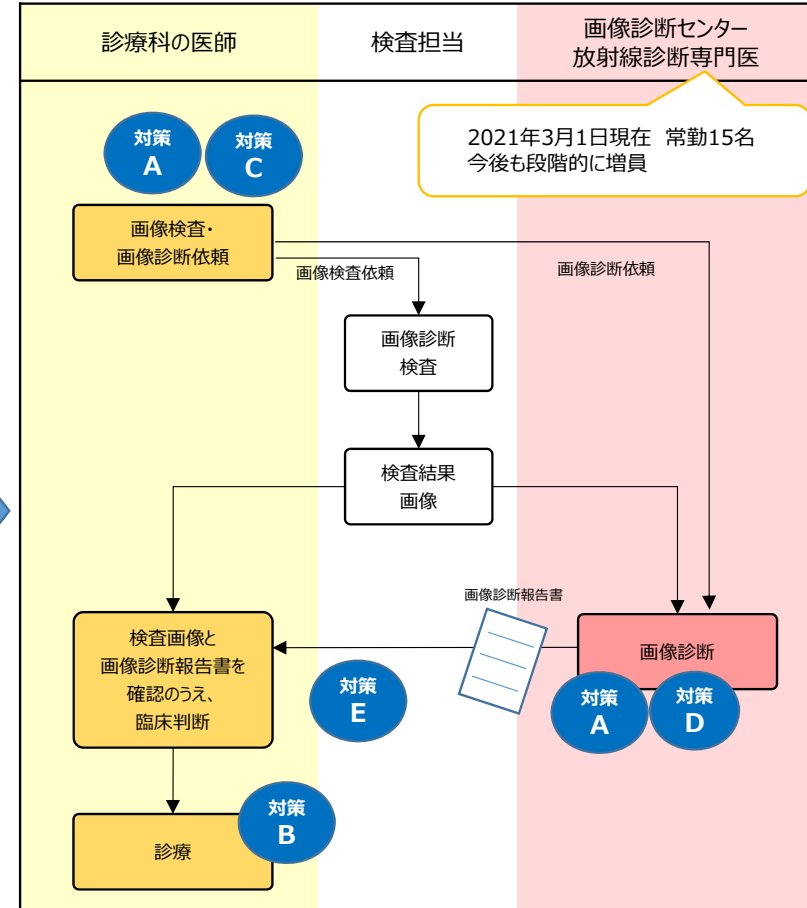 診療科の医師
検査担当
画像診断センター
放射線診断専門医
2021年3月1日現在 常勤15名
今後も段階的に増員
対策
A
対策
C
画像検査・
画像診断依頼
画像検査依頼
画像診断依頼
画像診断
検査
検査結果
画像
画像診断報告書
検査画像と
画像診断報告書を
確認のうえ、
臨床判断
画像診断
対策
E
対策
A
対策
D
対策
B
診療